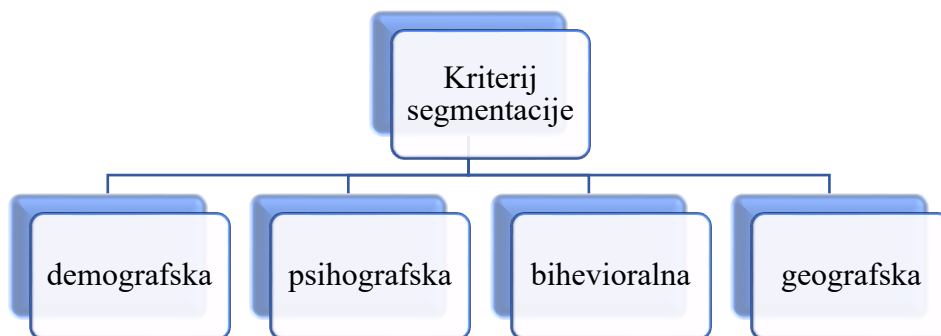 Kriterij
segmentacije
demografska
psihografska
bihevioralna
geografska